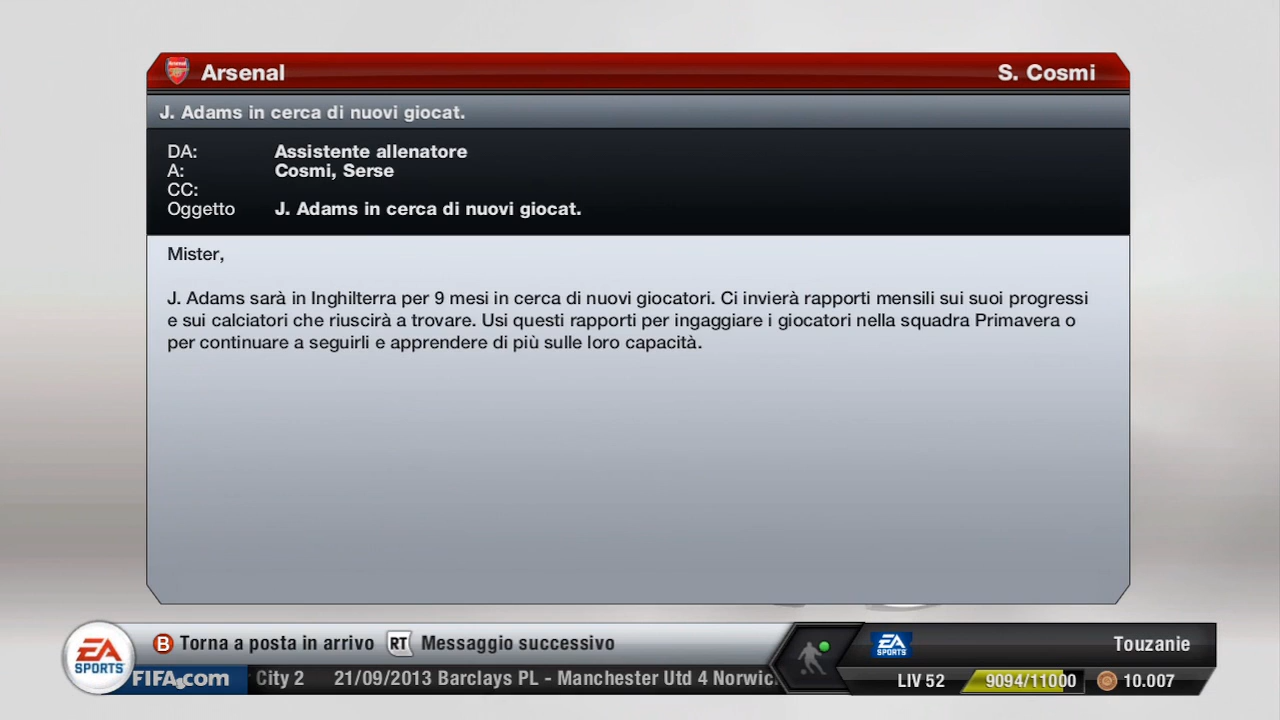 Arsenal
S. Cosmi
J. Adams in cerca di nuovi giocat.
DA: Assistente allenatore
A: Cosmi, Serse
CC:
Oggetto J. Adams in cerca di nuovi giocat.
Mister,
J. Adams sarà in Inghilterra per 9 mesi in cerca di nuovi giocatori. Ci invierà rapporti mensili sui suoi progressi
e sui calciatori che riuscirà a trovare. Usi questi rapporti per ingaggiare i giocatori nella squadra Primavera o
per continuare a seguirli e apprendere di più sulle loro capacità.
B Torna a posta in arrivo RT Messaggio successivo
EA SPORTS
Touzanie
EA SPORTS
FIFA.com
City 2 21/09/2013 Barclays PL - Manchester Utd 4 Norwic.
LIV 52 9094/11000 10.007